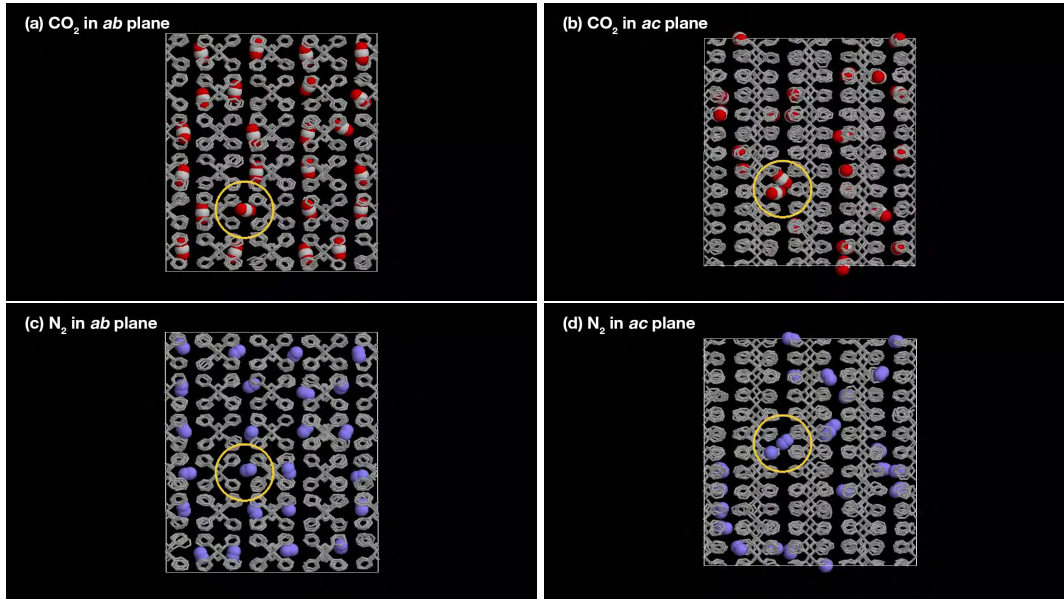 (a) CO₂ in ab plane
(b) CO₂ in ac plane
(c) N₂ in ab plane
(d) N₂ in ac plane